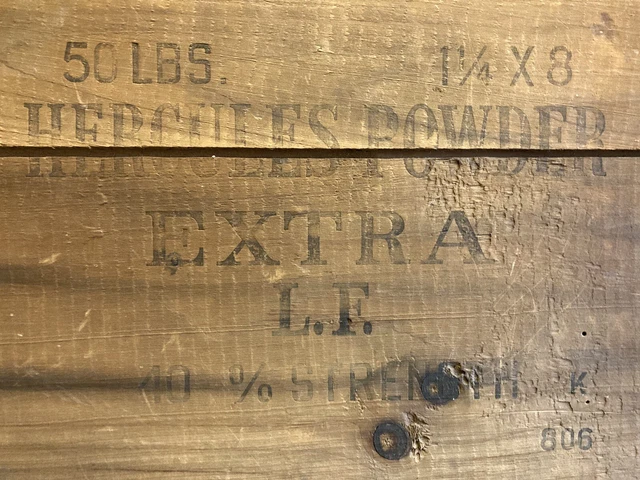 50 LBS. 1¼ X 8
HERCULES POWDER
EXTRA
L.F.
40 % STRENGTH K
806